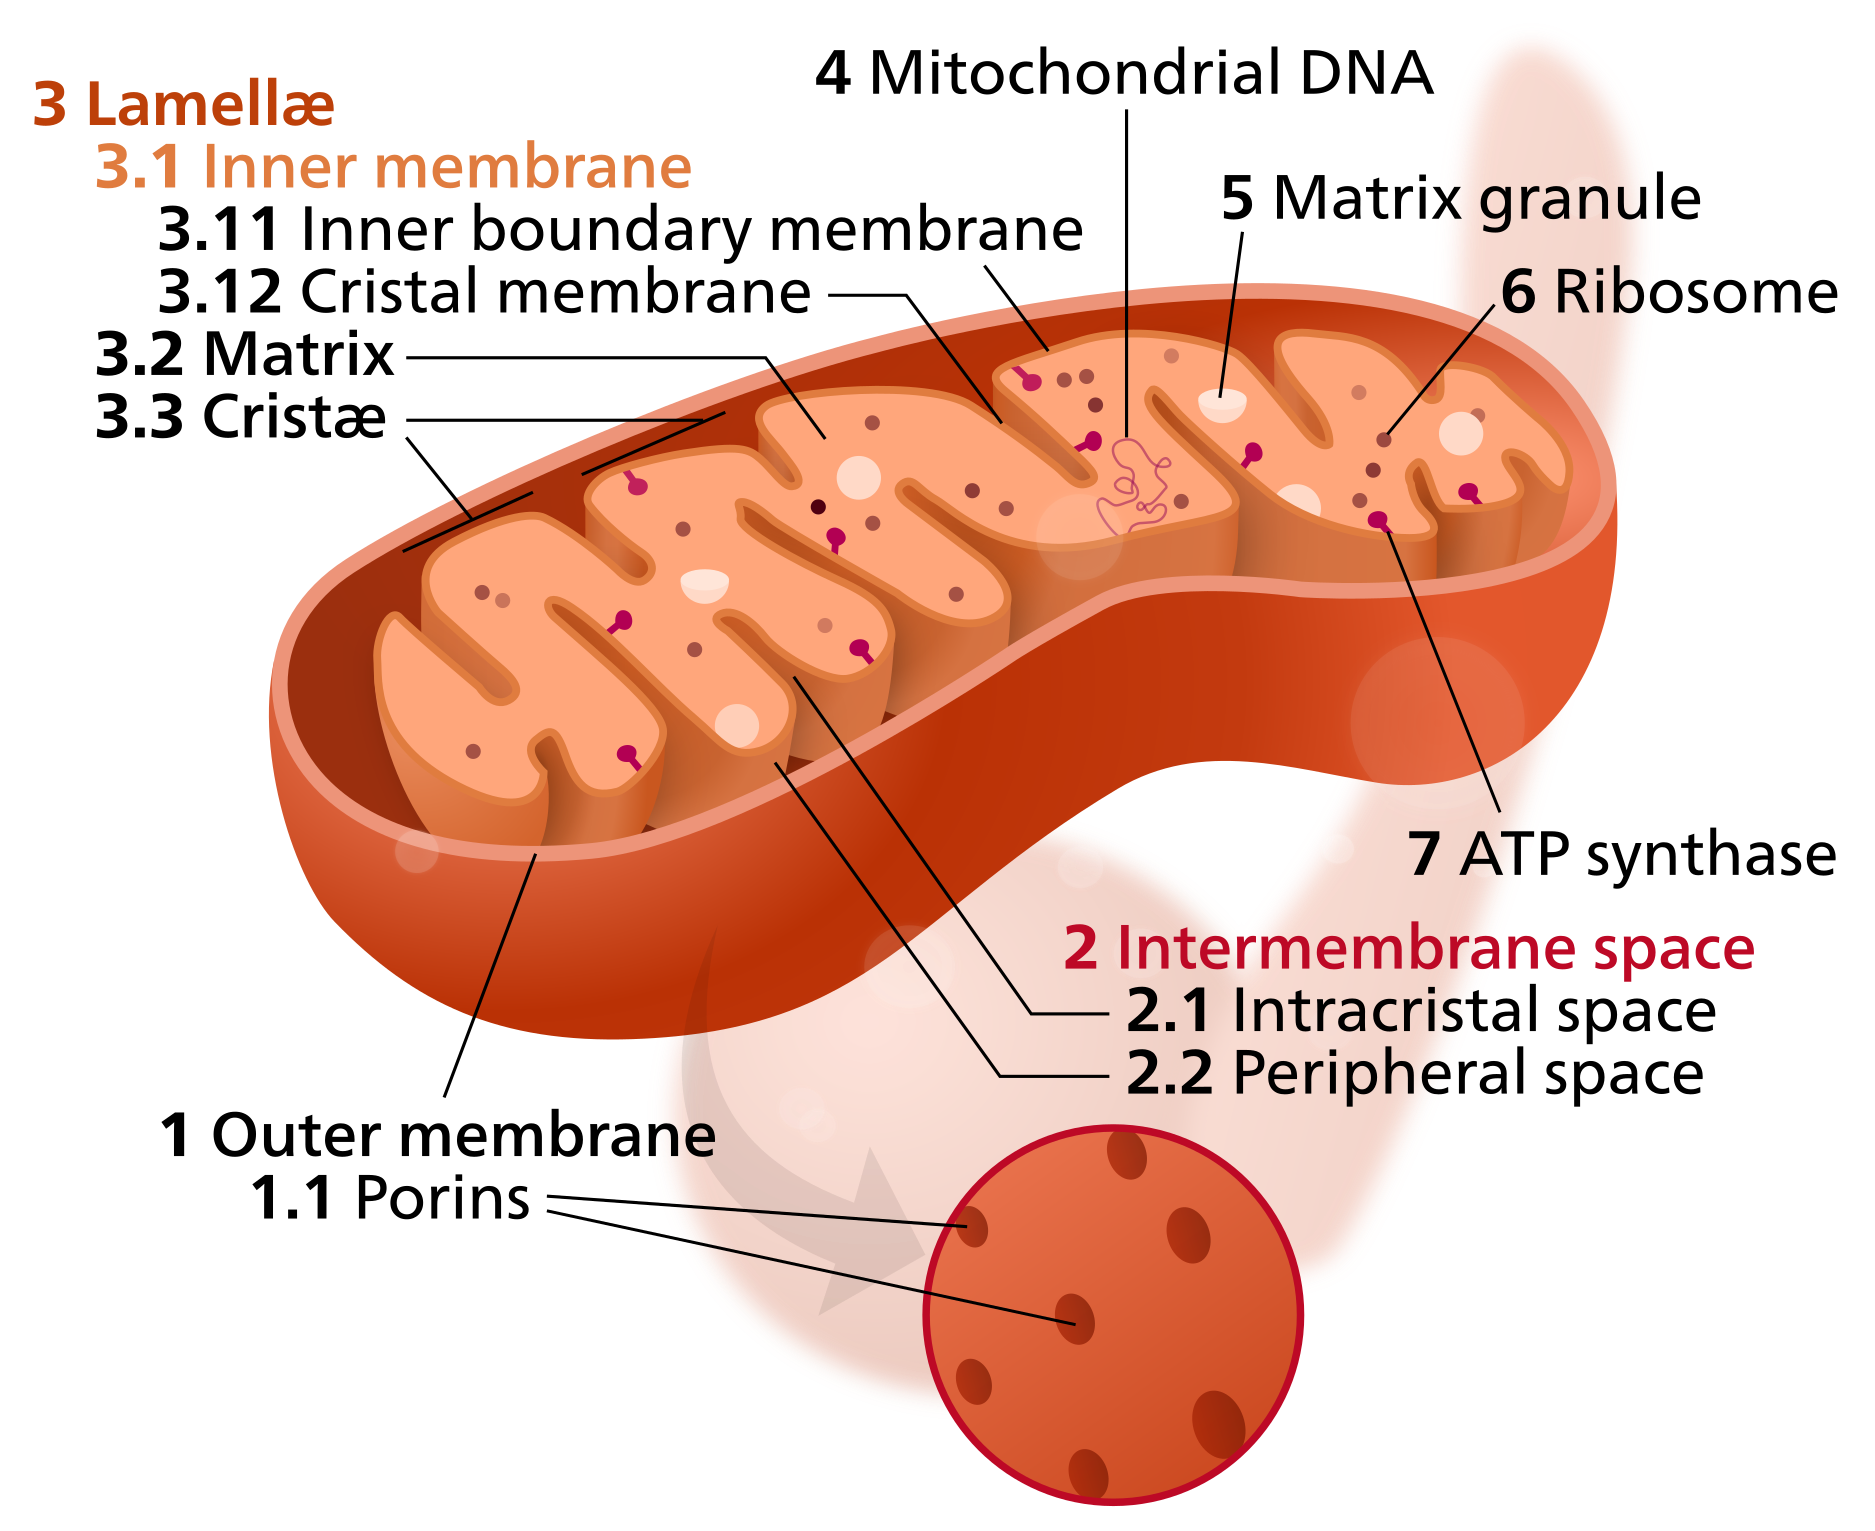 4 Mitochondrial DNA
3 Lamellæ
3.1 Inner membrane
5 Matrix granule
3.11 Inner boundary membrane
3.12 Cristal membrane
6 Ribosome
3.2 Matrix
3.3 Cristæ
7 ATP synthase
2 Intermembrane space
2.1 Intracristal space
2.2 Peripheral space
1 Outer membrane
1.1 Porins